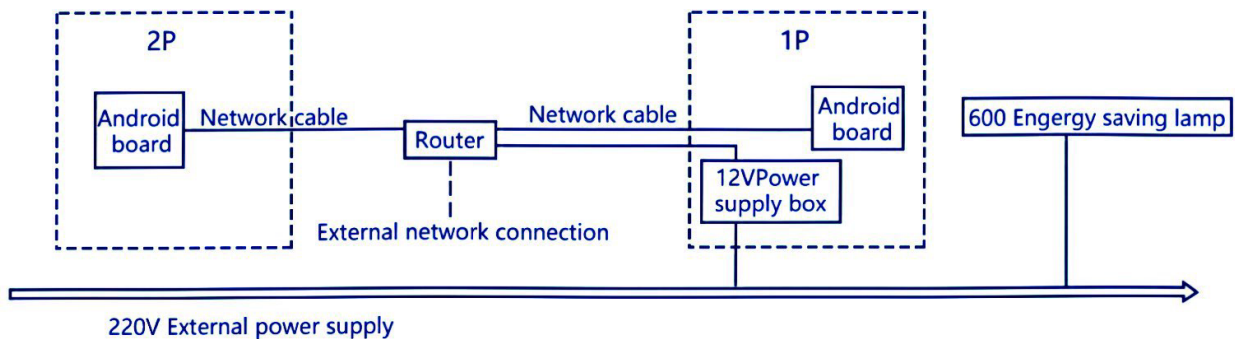 2P
1P
Android
board
Network cable
Router
Network cable
Android
board
600 Engergy saving lamp
12VPower
supply box
External network connection
220V External power supply